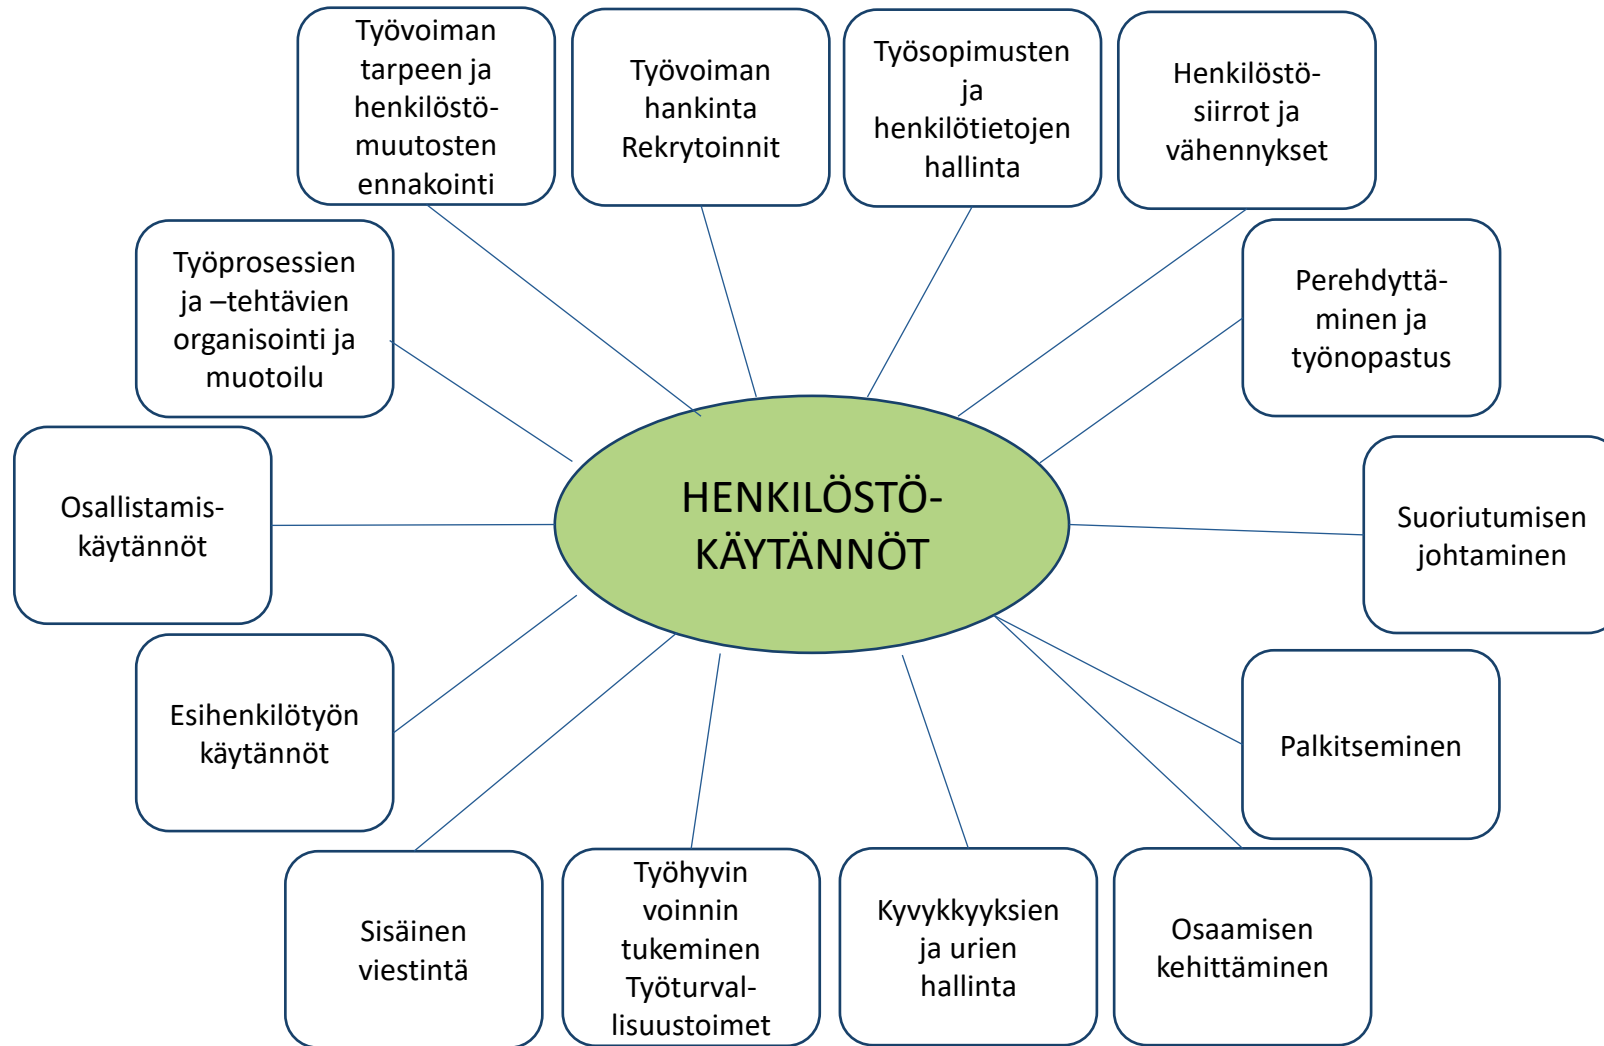 Työvoiman
tarpeen ja
henkilöstö-
muutosten
ennakointi
Työvoiman
hankinta
Rekrytoinnit
Työsopimusten
ja
henkilötietojen
hallinta
Henkilöstö-
siirrot ja
vähennykset
Työprosessien
ja –tehtävien
organisointi ja
muotoilu
Perehdyttä-
minen ja
työnopastus
Osallistamis-
käytännöt
HENKILÖSTÖ-
KÄYTÄNNÖT
Suoriutumisen
johtaminen
Esihenkilötyön
käytännöt
Palkitseminen
Sisäinen
viestintä
Työhyvin
voinnin
tukeminen
Työturval-
lisuustoimet
Kyvykkyyksien
ja urien
hallinta
Osaamisen
kehittäminen